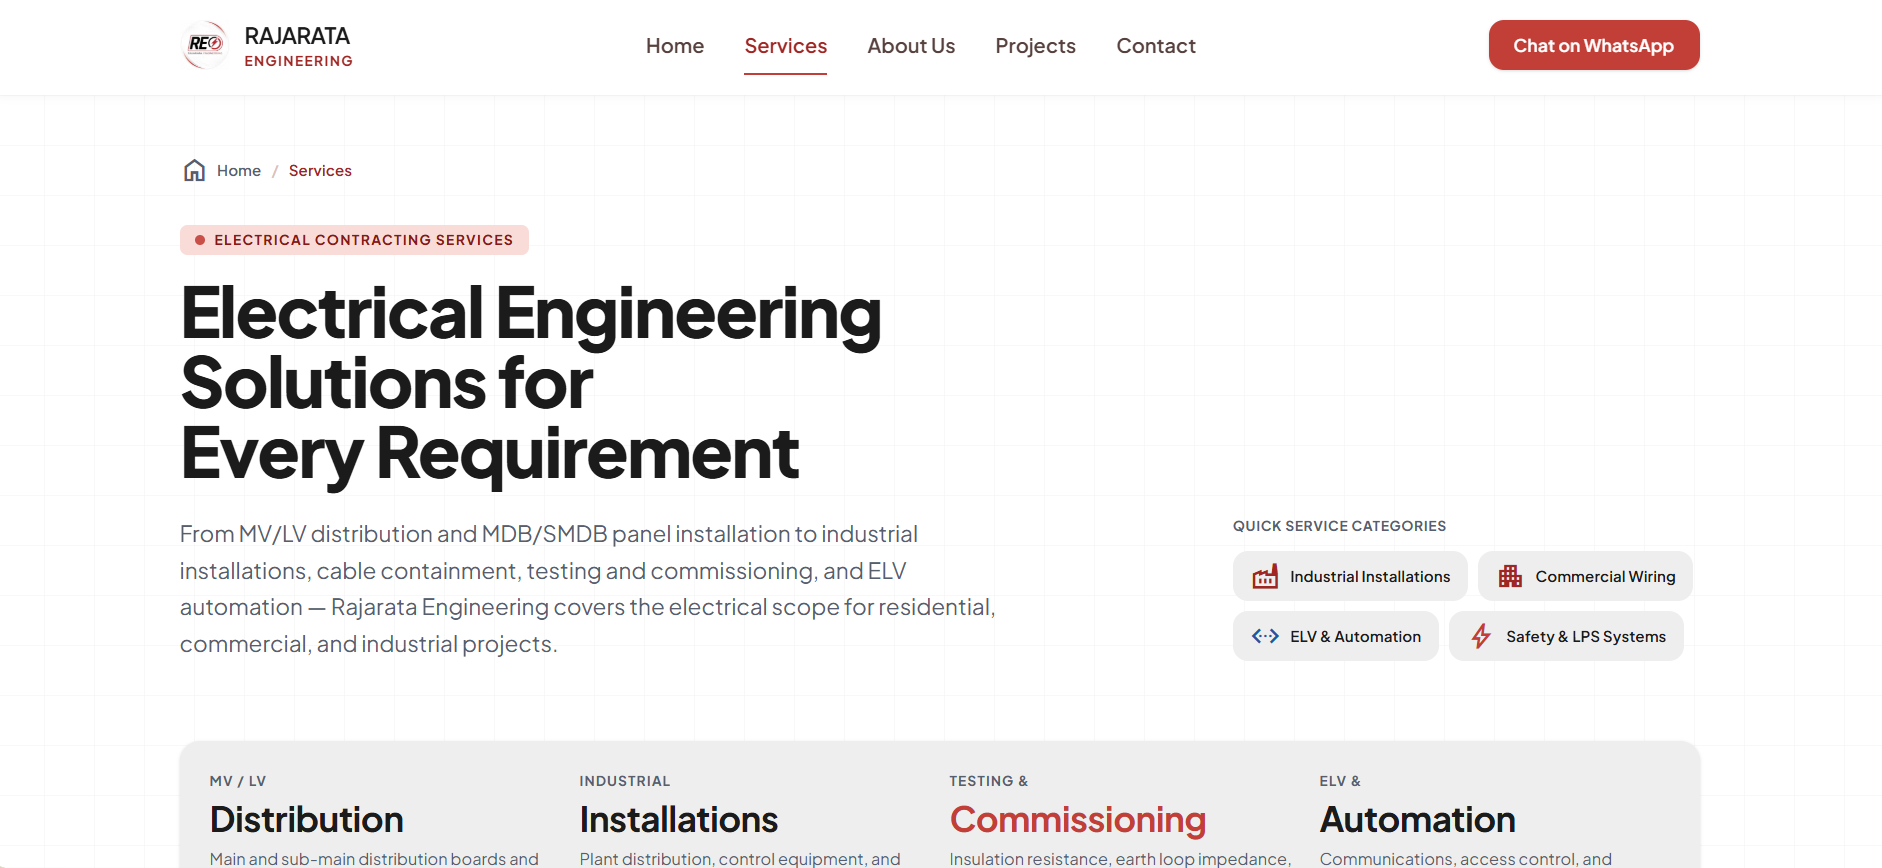 REO
RAJARATA
ENGINEERING
Home
Services
About Us
Projects
Contact
Chat on WhatsApp
Home / Services
ELECTRICAL CONTRACTING SERVICES
Electrical Engineering
Solutions for
Every Requirement
From MV/LV distribution and MDB/SMDB panel installation to industrial
installations, cable containment, testing and commissioning, and ELV
automation — Rajarata Engineering covers the electrical scope for residential,
commercial, and industrial projects.
QUICK SERVICE CATEGORIES
Industrial Installations
Commercial Wiring
ELV & Automation
Safety & LPS Systems
MV / LV
Distribution
Main and sub-main distribution boards and
INDUSTRIAL
Installations
Plant distribution, control equipment, and
TESTING &
Commissioning
Insulation resistance, earth loop impedance,
ELV &
Automation
Communications, access control, and